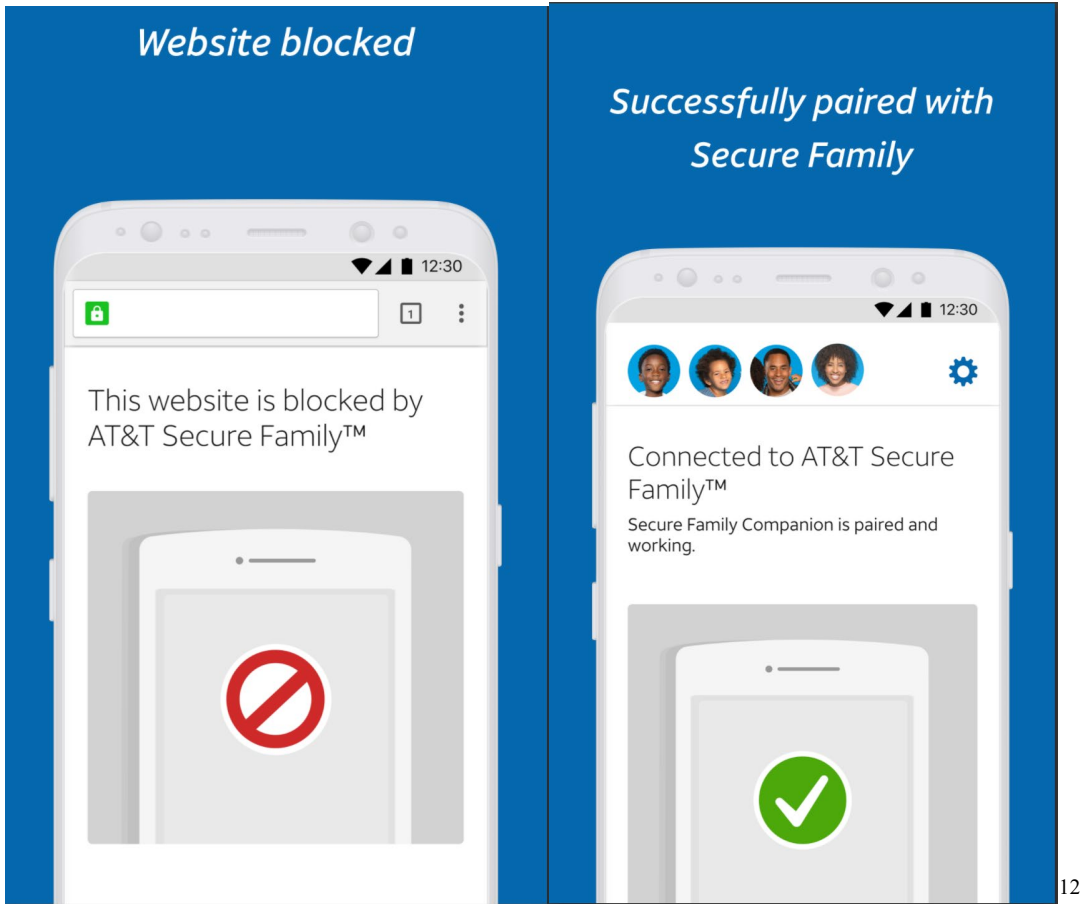 Website blocked
12:30
1
This website is blocked by
AT&T Secure Family™
Successfully paired with
Secure Family
12:30
Connected to AT&T Secure
Family™
Secure Family Companion is paired and
working.
12